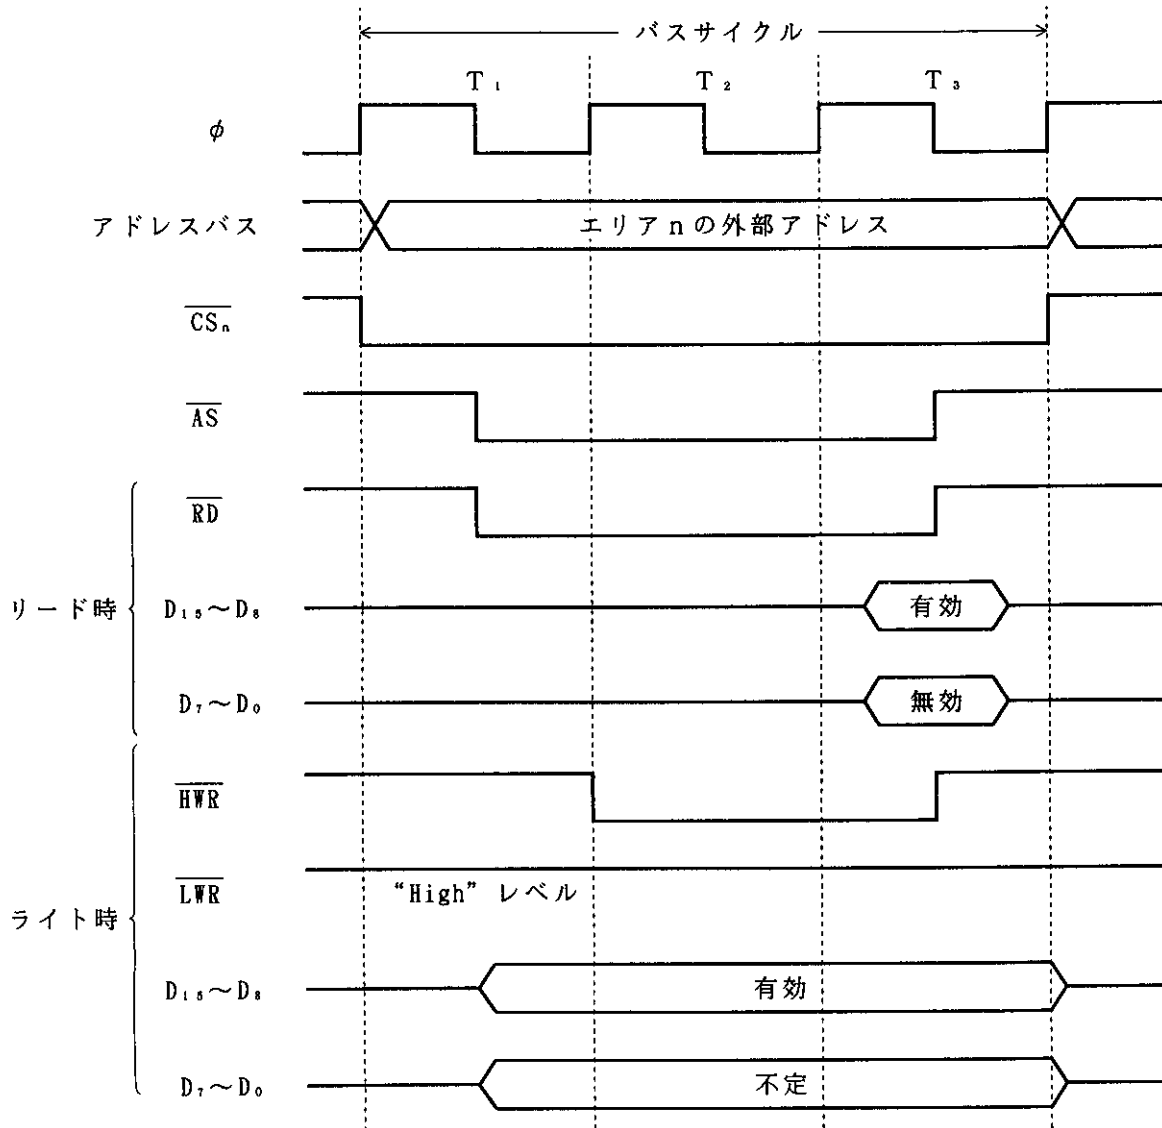 バスサイクル
T₁ T₂ T₃
φ
アドレスバス エリアnの外部アドレス
CSₙ
AS
RD
リード時 D₁₅〜D₈ 有効
D₇〜D₀ 無効
HWR
LWR “High” レベル
ライト時
D₁₅〜D₈ 有効
D₇〜D₀ 不定